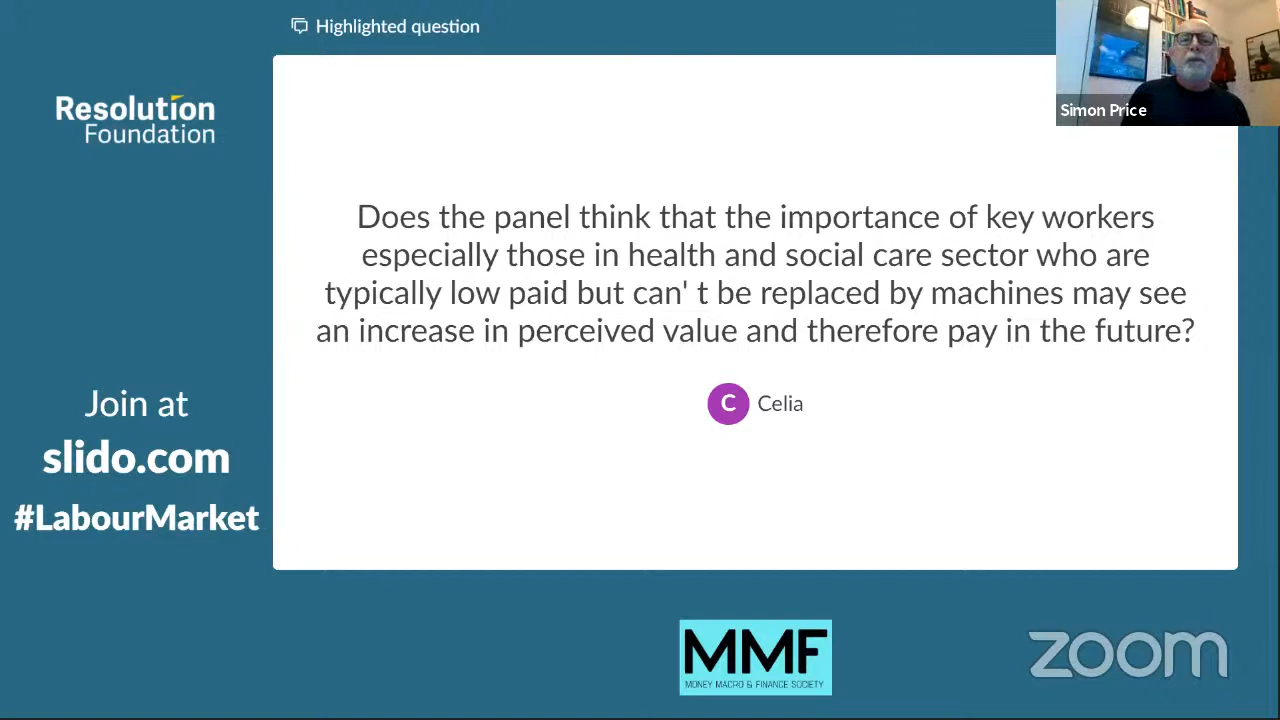 Highlighted question
Simon Price
Resolution
Foundation
Does the panel think that the importance of key workers
especially those in health and social care sector who are
typically low paid but can' t be replaced by machines may see
an increase in perceived value and therefore pay in the future?
C Celia
Join at
slido.com
#LabourMarket
MMF
MONEY MACRO & FINANCE SOCIETY
zoom